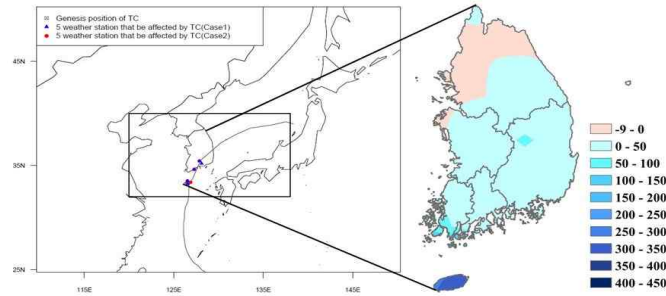 Genesis position of TC
5 weather station that be affected by TC(Case1)
5 weather station that be affected by TC(Case2)
45N
40N
35N
30N
25N
115E
125E
135E
145E
-9 - 0
0 - 50
50 - 100
100 - 150
150 - 200
200 - 250
250 - 300
300 - 350
350 - 400
400 - 450